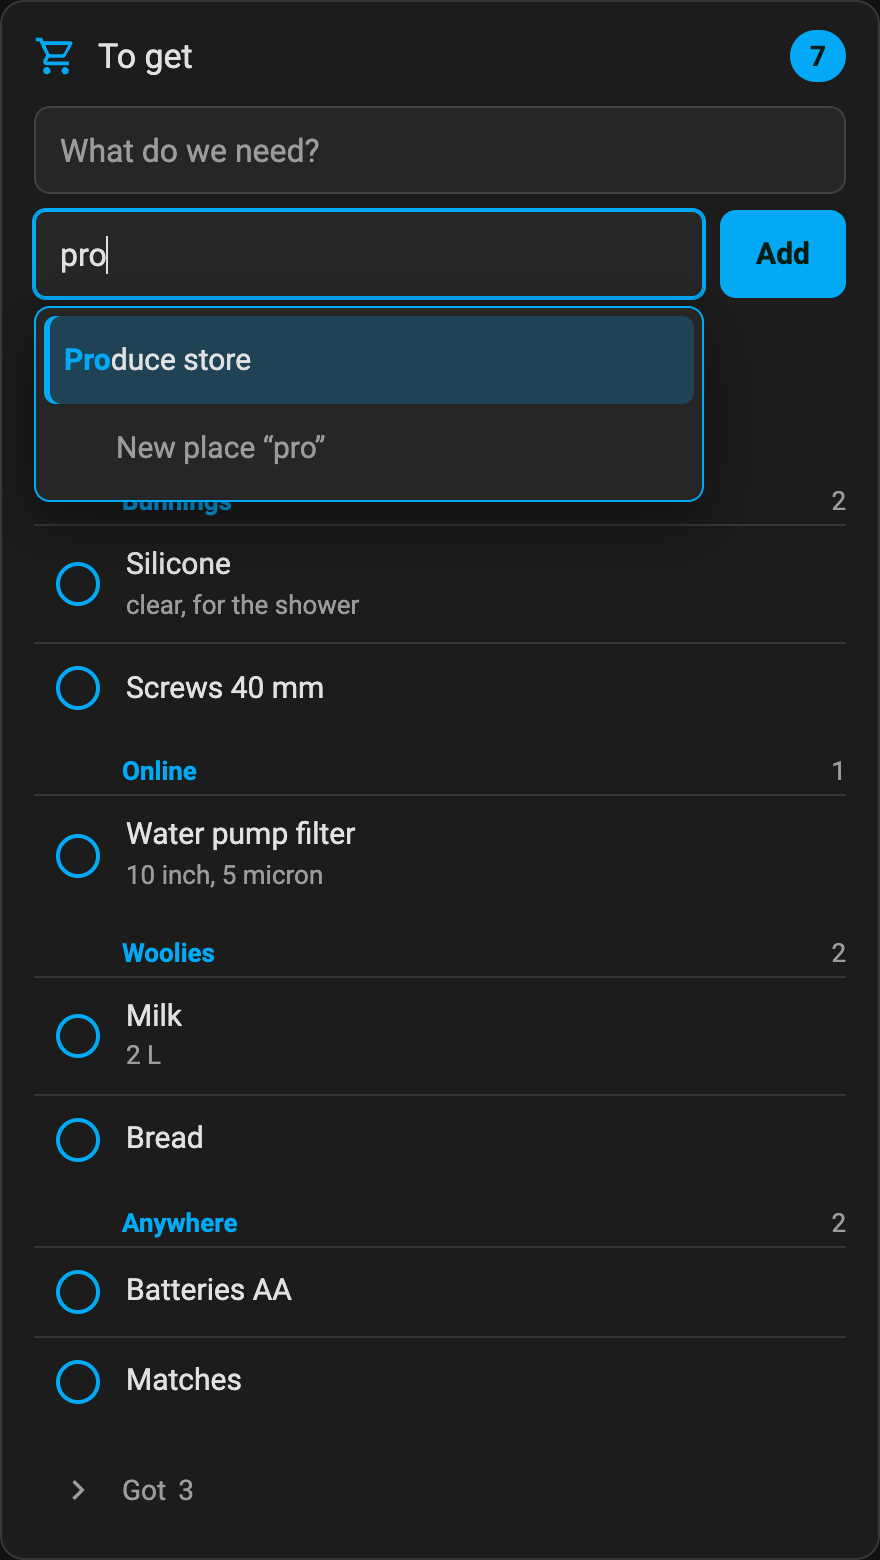 To get
7
What do we need?
pro
Add
Produce store
New place “pro”
Bunnings
2
Silicone
clear, for the shower
Screws 40 mm
Online
1
Water pump filter
10 inch, 5 micron
Woolies
2
Milk
2 L
Bread
Anywhere
2
Batteries AA
Matches
Got 3